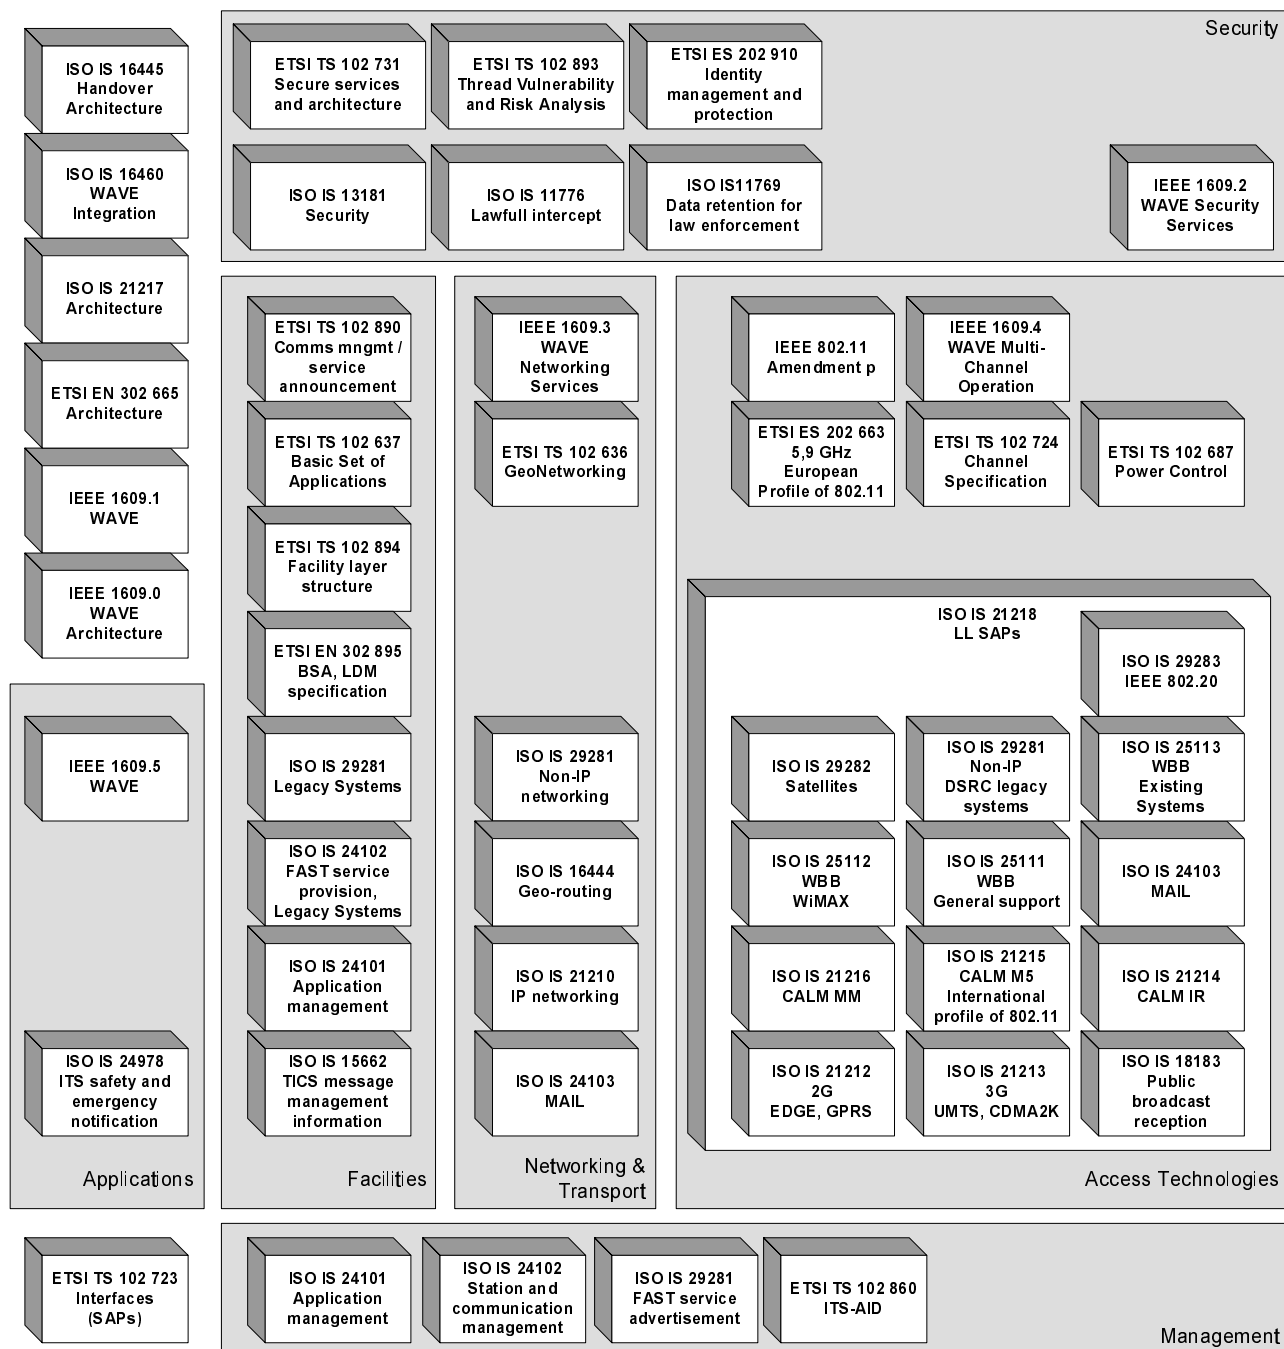 ISO IS 16445
Handover
Architecture
ISO IS 16460
WAVE
Integration
ISO IS 21217
Architecture
ETSI EN 302 665
Architecture
IEEE 1609.1
WAVE
IEEE 1609.0
WAVE
Architecture
Security
ETSI TS 102 731
Secure services
and architecture
ETSI TS 102 893
Thread Vulnerability
and Risk Analysis
ETSI ES 202 910
Identity
management and
protection
ISO IS 13181
Security
ISO IS 11776
Lawfull intercept
ISO IS11769
Data retention for
law enforcement
IEEE 1609.2
WAVE Security
Services
IEEE 1609.5
WAVE
ISO IS 24978
ITS safety and
emergency
notification
Applications
ETSI TS 102 890
Comms mngmt /
service
announcement
ETSI TS 102 637
Basic Set of
Applications
ETSI TS 102 894
Facility layer
structure
ETSI EN 302 895
BSA, LDM
specification
ISO IS 29281
Legacy Systems
ISO IS 24102
FAST service
provision,
Legacy Systems
ISO IS 24101
Application
management
ISO IS 15662
TICS message
management
information
Facilities
IEEE 1609.3
WAVE
Networking
Services
ETSI TS 102 636
GeoNetworking
ISO IS 29281
Non-IP
networking
ISO IS 16444
Geo-routing
ISO IS 21210
IP networking
ISO IS 24103
MAIL
Networking &
Transport
IEEE 802.11
Amendment p
IEEE 1609.4
WAVE Multi-
Channel
Operation
ETSI ES 202 663
5,9 GHz
European
Profile of 802.11
ETSI TS 102 724
Channel
Specification
ETSI TS 102 687
Power Control
ISO IS 21218
LL SAPs
ISO IS 29283
IEEE 802.20
ISO IS 29282
Satellites
ISO IS 29281
Non-IP
DSRC legacy
systems
ISO IS 25113
WBB
Existing
Systems
ISO IS 25112
WBB
WiMAX
ISO IS 25111
WBB
General support
ISO IS 24103
MAIL
ISO IS 21216
CALM MM
ISO IS 21215
CALM M5
International
profile of 802.11
ISO IS 21214
CALM IR
ISO IS 21212
2G
EDGE, GPRS
ISO IS 21213
3G
UMTS, CDMA2K
ISO IS 18183
Public
broadcast
reception
Access Technologies
ETSI TS 102 723
Interfaces
(SAPs)
ISO IS 24101
Application
management
ISO IS 24102
Station and
communication
management
ISO IS 29281
FAST service
advertisement
ETSI TS 102 860
ITS-AID
Management